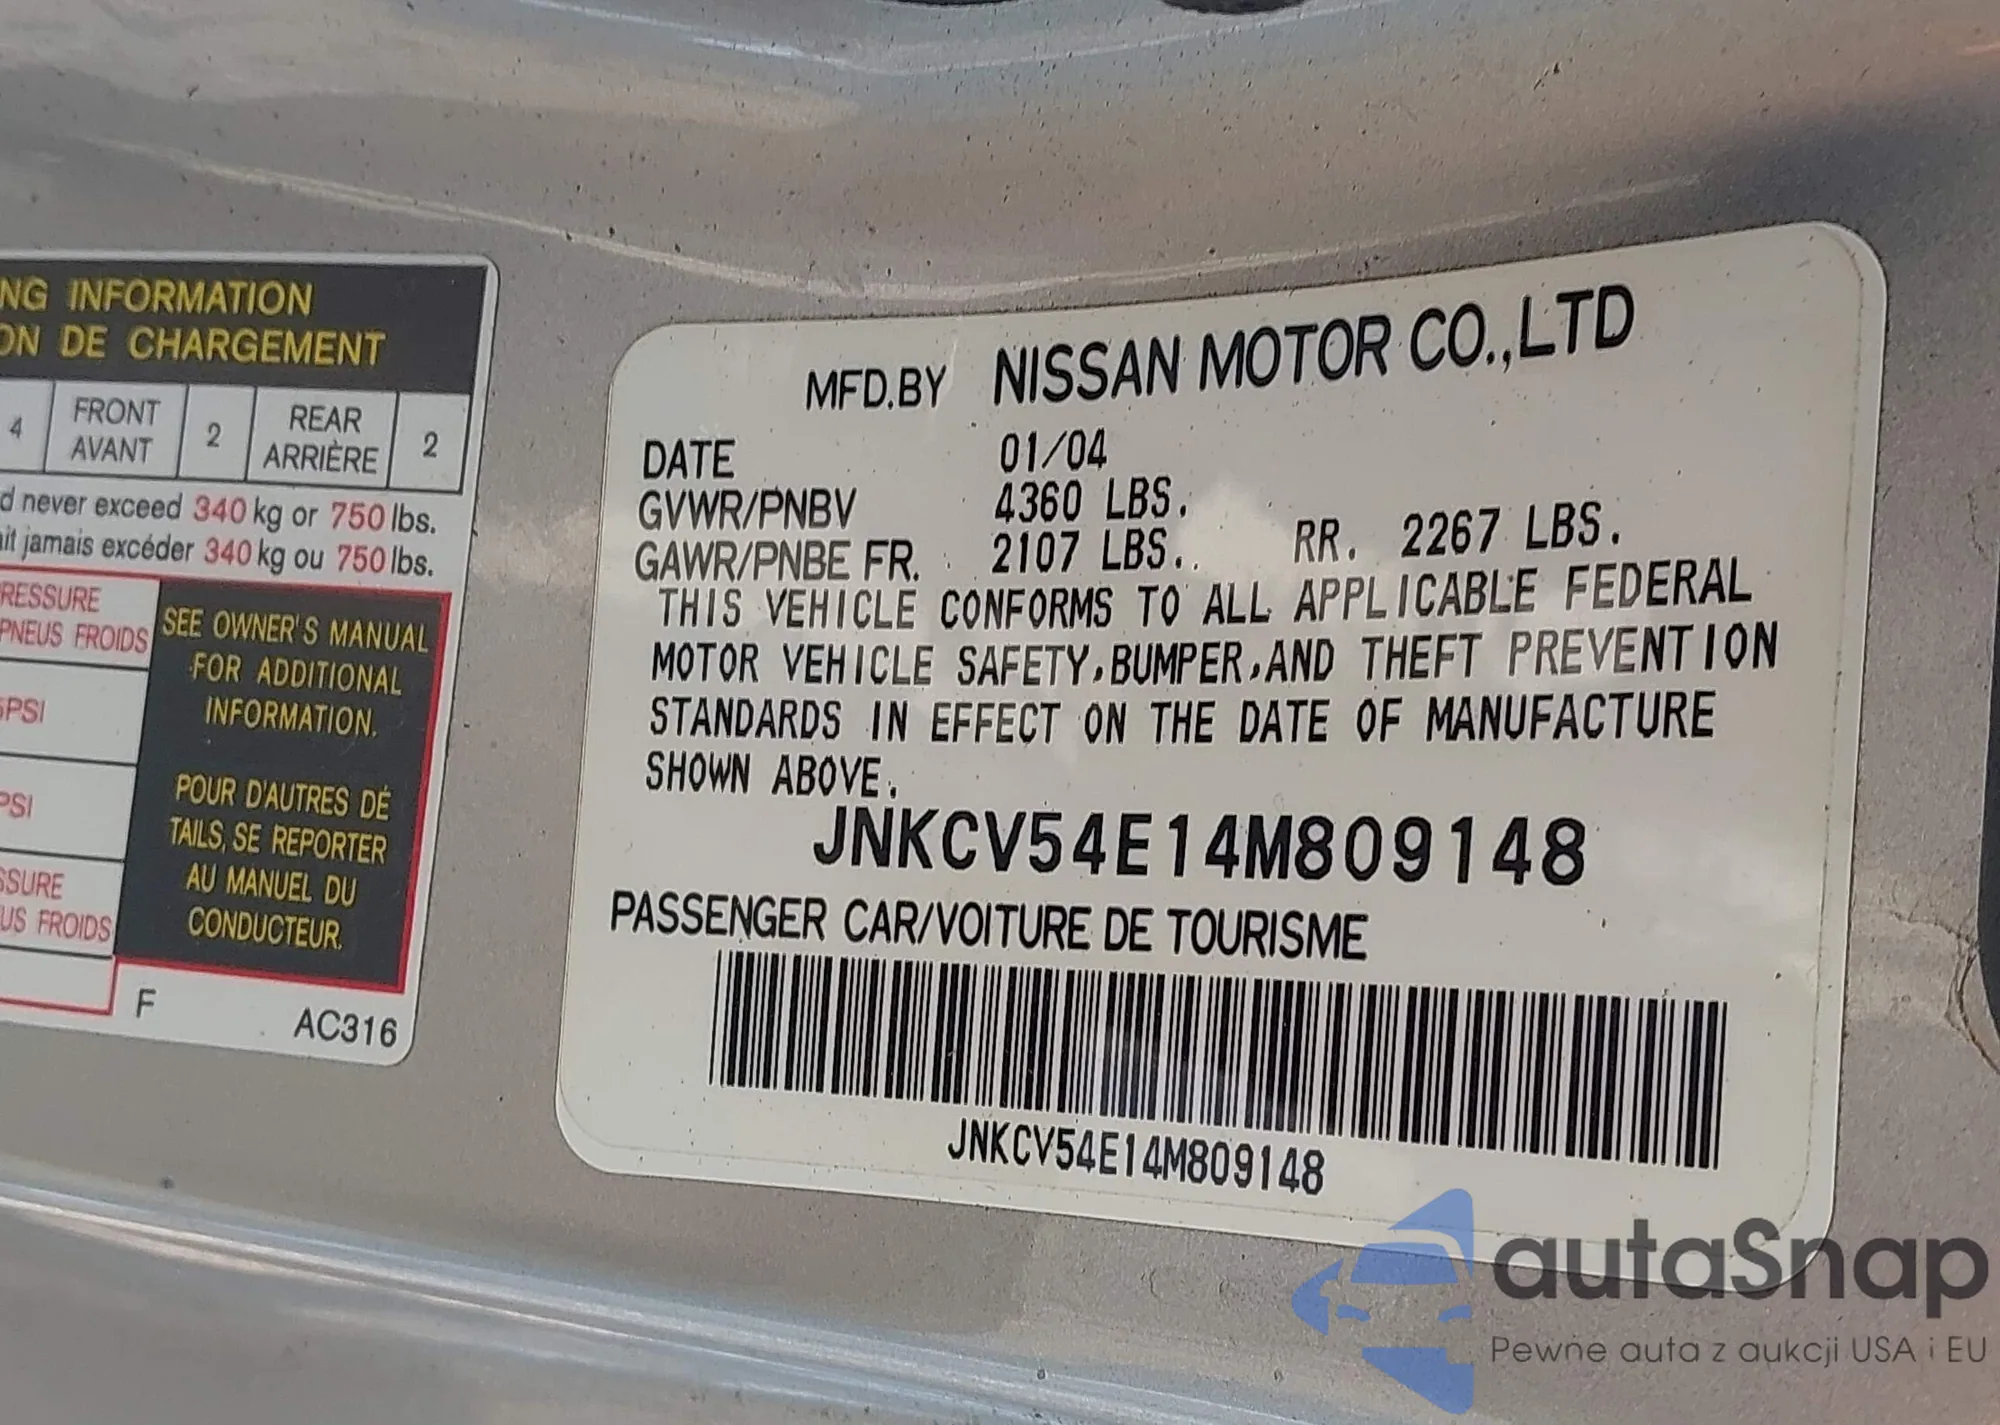 NG INFORMATION
ON DE CHARGEMENT
4 FRONT AVANT 2 REAR ARRIÈRE 2
d never exceed 340 kg or 750 lbs.
ait jamais excéder 340 kg ou 750 lbs.
RESSURE
PNEUS FROIDS
5PSI
PSI
SSURE
US FROIDS
SEE OWNER'S MANUAL
FOR ADDITIONAL
INFORMATION.
POUR D'AUTRES DÉ
TAILS, SE REPORTER
AU MANUEL DU
CONDUCTEUR.
F AC316
MFD.BY NISSAN MOTOR CO.,LTD
DATE 01/04
GVWR/PNBV 4360 LBS.
GAWR/PNBE FR. 2107 LBS. RR. 2267 LBS.
THIS VEHICLE CONFORMS TO ALL APPLICABLE FEDERAL
MOTOR VEHICLE SAFETY,BUMPER,AND THEFT PREVENTION
STANDARDS IN EFFECT ON THE DATE OF MANUFACTURE
SHOWN ABOVE.
JNKCV54E14M809148
PASSENGER CAR/VOITURE DE TOURISME
JNKCV54E14M809148
autaSnap
Pewne auta z aukcji USA i EU